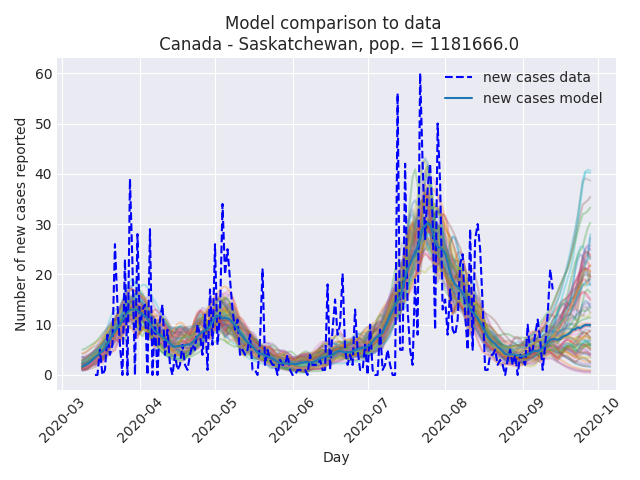 Model comparison to data
Canada - Saskatchewan, pop. = 1181666.0
new cases data
new cases model
Number of new cases reported
60
50
40
30
20
10
0
2020-03
2020-04
2020-05
2020-06
2020-07
2020-08
2020-09
2020-10
Day